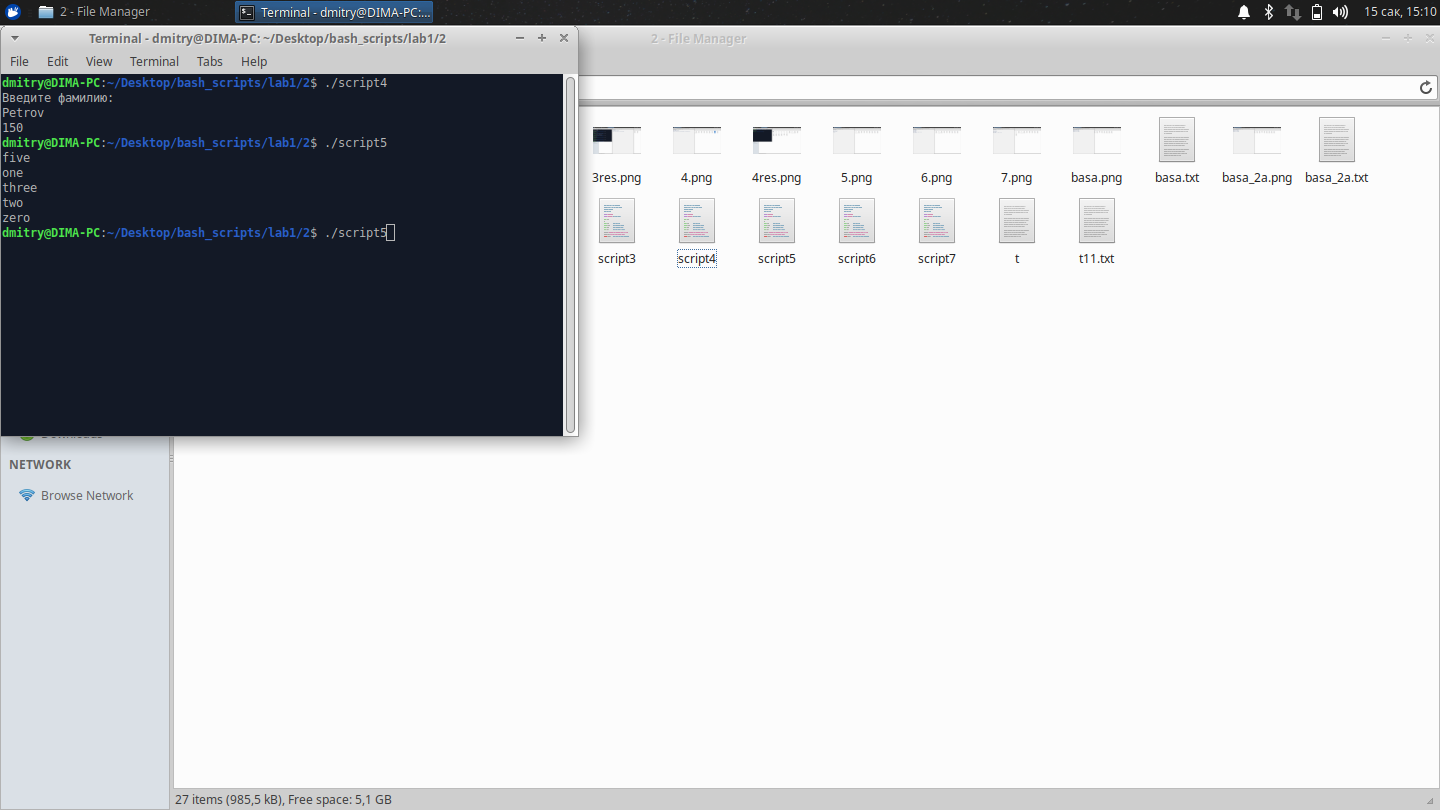 2 - File Manager
Terminal - dmitry@DIMA-PC:...
15 сак, 15:10
Terminal - dmitry@DIMA-PC: ~/Desktop/bash_scripts/lab1/2
2 - File Manager
File Edit View Terminal Tabs Help
dmitry@DIMA-PC:~/Desktop/bash_scripts/lab1/2$ ./script4
Введите фамилию:
Petrov
150
dmitry@DIMA-PC:~/Desktop/bash_scripts/lab1/2$ ./script5
five
one
three
two
zero
dmitry@DIMA-PC:~/Desktop/bash_scripts/lab1/2$ ./script5
3res.png 4.png 4res.png 5.png 6.png 7.png basa.png basa.txt basa_2a.png basa_2a.txt
script3 script4 script5 script6 script7 t t11.txt
NETWORK
Browse Network
27 items (985,5 kB), Free space: 5,1 GB